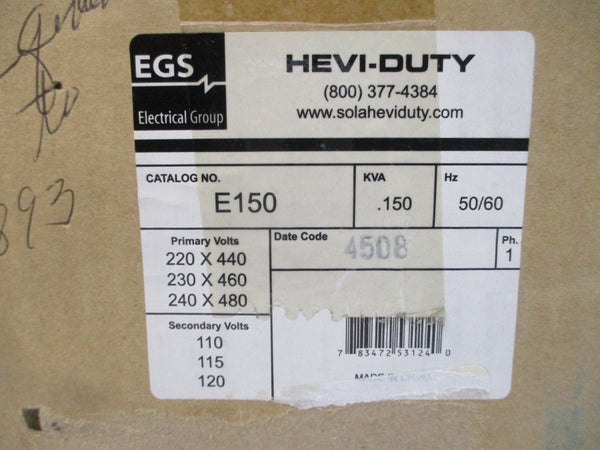 EGS
Electrical Group
HEVI-DUTY
(800) 377-4384
www.solaheviduty.com
CATALOG NO.
E150
KVA
.150
Hz
50/60
Primary Volts
220 X 440
230 X 460
240 X 480
Date Code
4508
Ph.
1
Secondary Volts
110
115
120
7 83472 53124 0
MADE IN
893